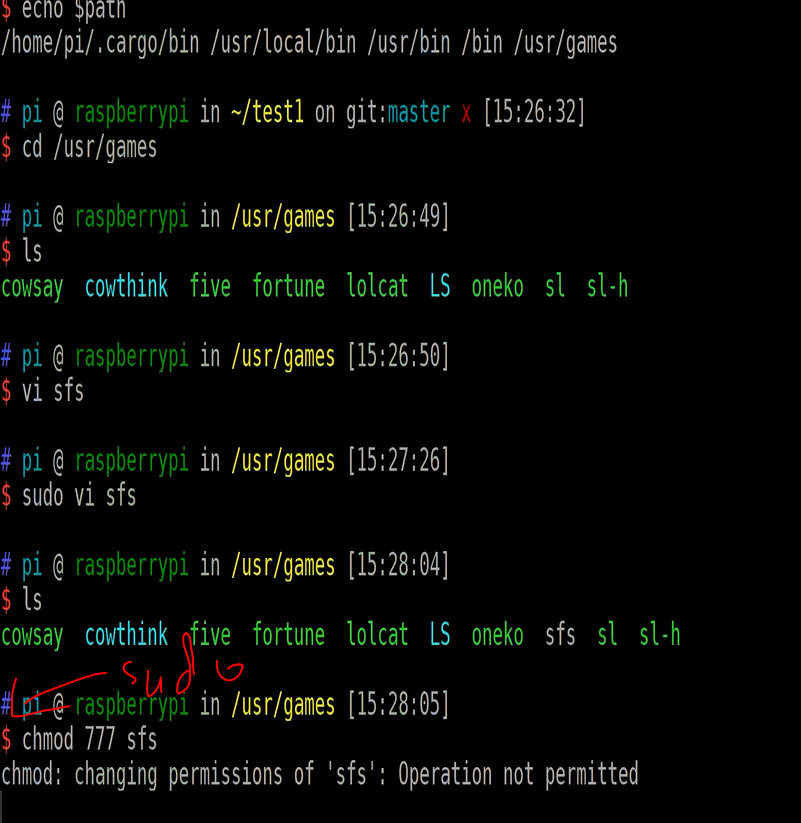 $ echo $path
/home/pi/.cargo/bin /usr/local/bin /usr/bin /bin /usr/games
# pi @ raspberrypi in ~/test1 on git:master x [15:26:32]
$ cd /usr/games
# pi @ raspberrypi in /usr/games [15:26:49]
$ ls
cowsay cowthink five fortune lolcat LS oneko sl sl-h
# pi @ raspberrypi in /usr/games [15:26:50]
$ vi sfs
# pi @ raspberrypi in /usr/games [15:27:26]
$ sudo vi sfs
# pi @ raspberrypi in /usr/games [15:28:04]
$ ls
cowsay cowthink five fortune lolcat LS oneko sfs sl sl-h
sudo
# pi @ raspberrypi in /usr/games [15:28:05]
$ chmod 777 sfs
chmod: changing permissions of 'sfs': Operation not permitted